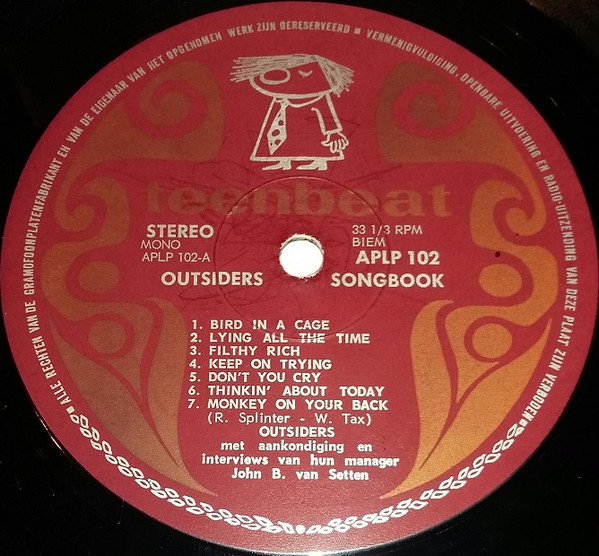 ALLE RECHTEN VAN DE GRAMOFOONPLATENFABRIKANT EN VAN DE EIGENAAR VAN HET OPGENOMEN WERK ZIJN GERESERVEERD ▪ VERMENIGVULDIGING, OPENBARE UITVOERING EN RADIO-UITZENDING VAN DEZE PLAAT ZIJN VERBODEN ▪
teenbeat
STEREO 33 1/3 RPM
MONO BIEM
APLP 102-A APLP 102
OUTSIDERS SONGBOOK
1. BIRD IN A CAGE
2. LYING ALL THE TIME
3. FILTHY RICH
4. KEEP ON TRYING
5. DON'T YOU CRY
6. THINKIN' ABOUT TODAY
7. MONKEY ON YOUR BACK
(R. Splinter - W. Tax)
OUTSIDERS
met aankondiging en
interviews van hun manager
John B. van Setten